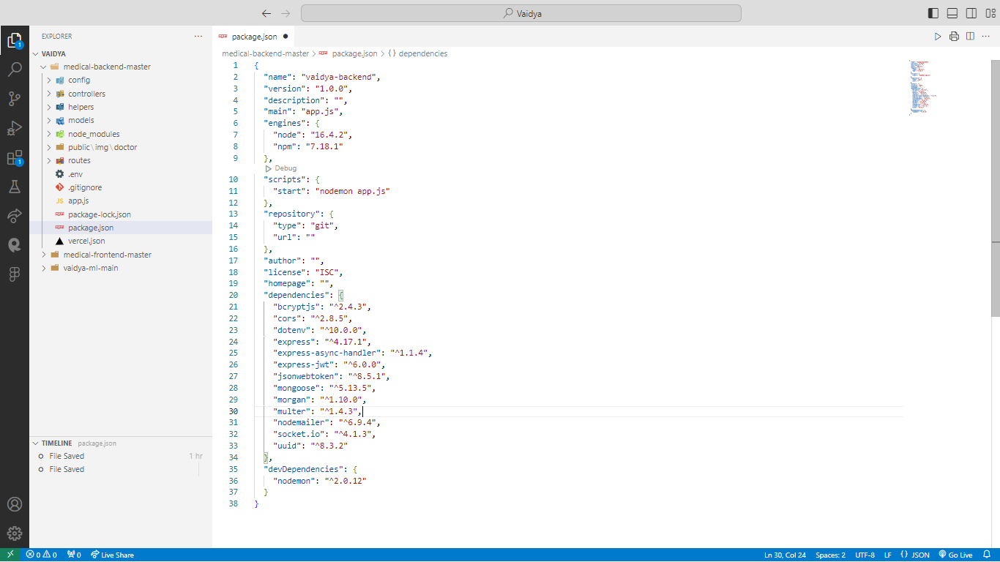 Vaidya
EXPLORER
VAIDYA
medical-backend-master
config
controllers
helpers
models
node_modules
public\img\doctor
routes
.env
.gitignore
JS app.js
package-lock.json
package.json
vercel.json
medical-frontend-master
vaidya-ml-main
TIMELINE package.json
File Saved 1 hr
File Saved
1
1
package.json
medical-backend-master > package.json > {} dependencies
1 {
2 "name": "vaidya-backend",
3 "version": "1.0.0",
4 "description": "",
5 "main": "app.js",
6 "engines": {
7 "node": "16.4.2",
8 "npm": "7.18.1"
9 },
Debug
10 "scripts": {
11 "start": "nodemon app.js"
12 },
13 "repository": {
14 "type": "git",
15 "url": ""
16 },
17 "author": "",
18 "license": "ISC",
19 "homepage": "",
20 "dependencies": {
21 "bcryptjs": "^2.4.3",
22 "cors": "^2.8.5",
23 "dotenv": "^10.0.0",
24 "express": "^4.17.1",
25 "express-async-handler": "^1.1.4",
26 "express-jwt": "^6.0.0",
27 "jsonwebtoken": "^8.5.1",
28 "mongoose": "^5.13.5",
29 "morgan": "^1.10.0",
30 "multer": "^1.4.3",
31 "nodemailer": "^6.9.4",
32 "socket.io": "^4.1.3",
33 "uuid": "^8.3.2"
34 },
35 "devDependencies": {
36 "nodemon": "^2.0.12"
37 }
38 }
0 0 0 Live Share Ln 30, Col 24 Spaces: 2 UTF-8 LF {} JSON Go Live